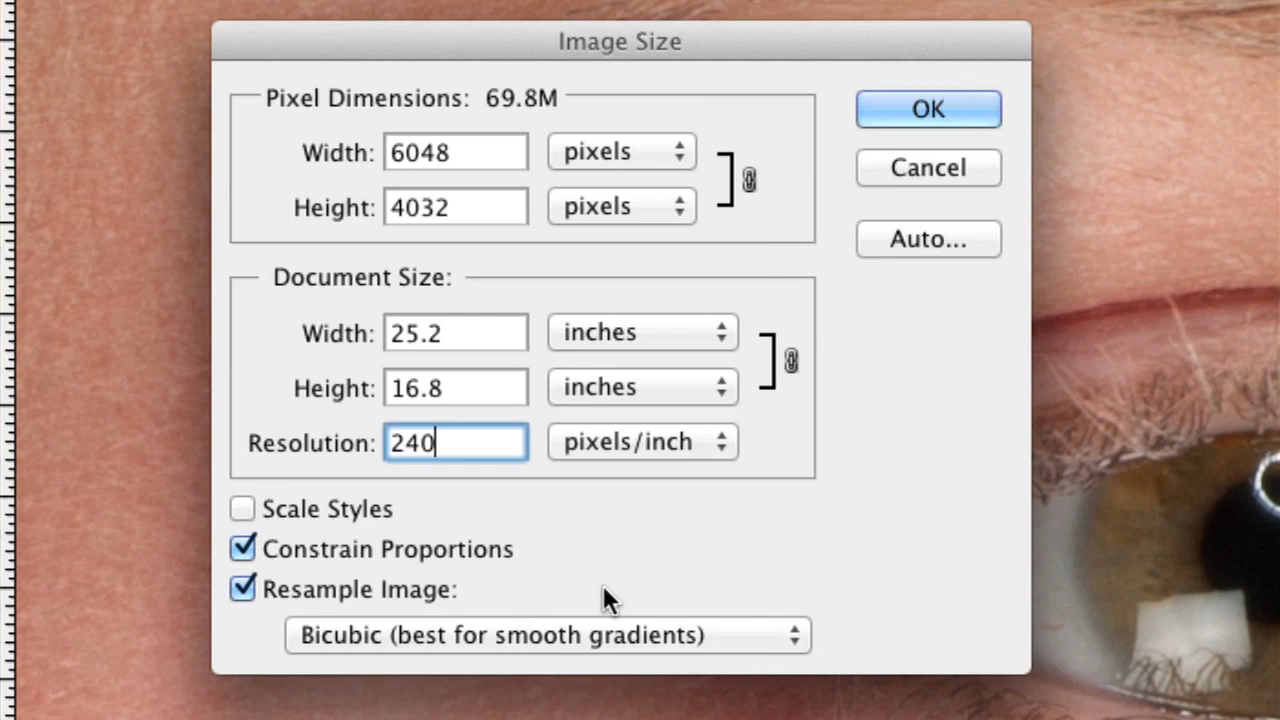 Image Size
Pixel Dimensions: 69.8M
Width: 6048 pixels
Height: 4032 pixels
OK
Cancel
Auto...
Document Size:
Width: 25.2 inches
Height: 16.8 inches
Resolution: 240 pixels/inch
Scale Styles
Constrain Proportions
Resample Image:
Bicubic (best for smooth gradients)